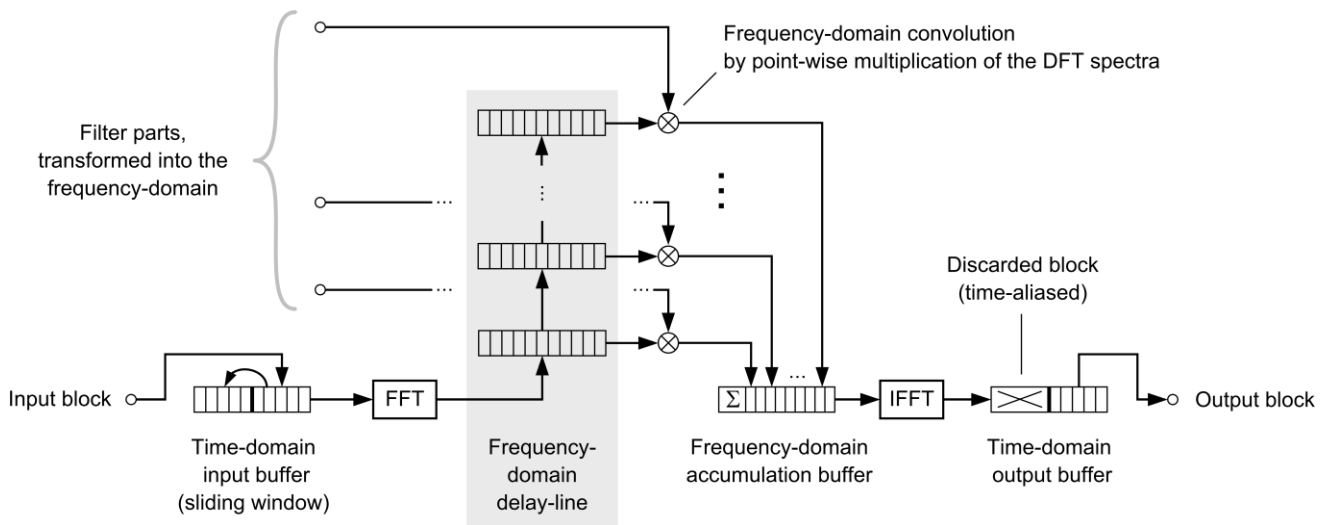 Frequency-domain convolution
by point-wise multiplication of the DFT spectra
Filter parts,
transformed into the
frequency-domain
...
...
...
...
...
Discarded block
(time-aliased)
Input block
FFT
Σ
...
IFFT
Output block
Time-domain
input buffer
(sliding window)
Frequency-
domain
delay-line
Frequency-domain
accumulation buffer
Time-domain
output buffer